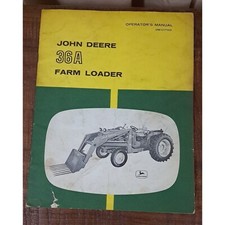 OPERATOR'S MANUAL
JOHN DEERE
36A
FARM LOADER